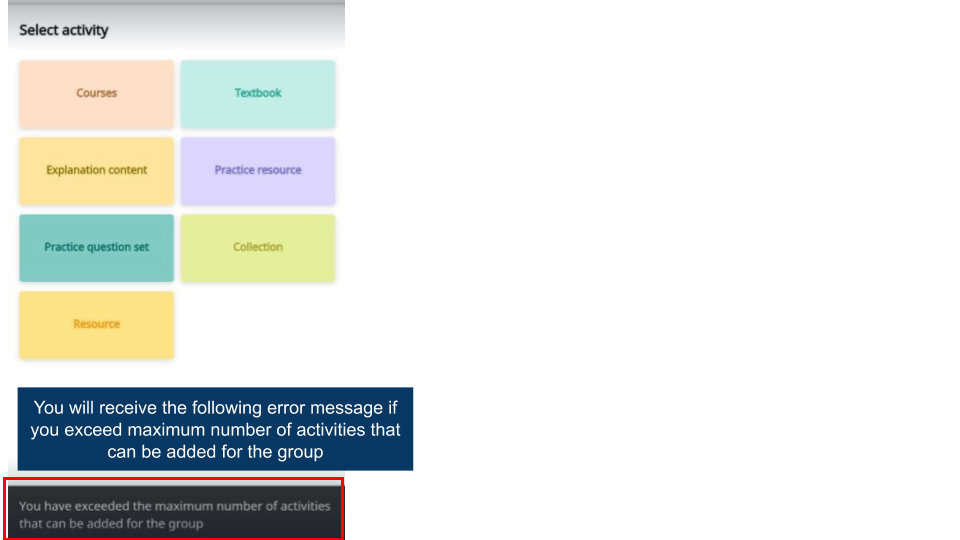 Select activity
Courses
Textbook
Explanation content
Practice resource
Practice question set
Collection
Resource
You will receive the following error message if
you exceed maximum number of activities that
can be added for the group
You have exceeded the maximum number of activities
that can be added for the group